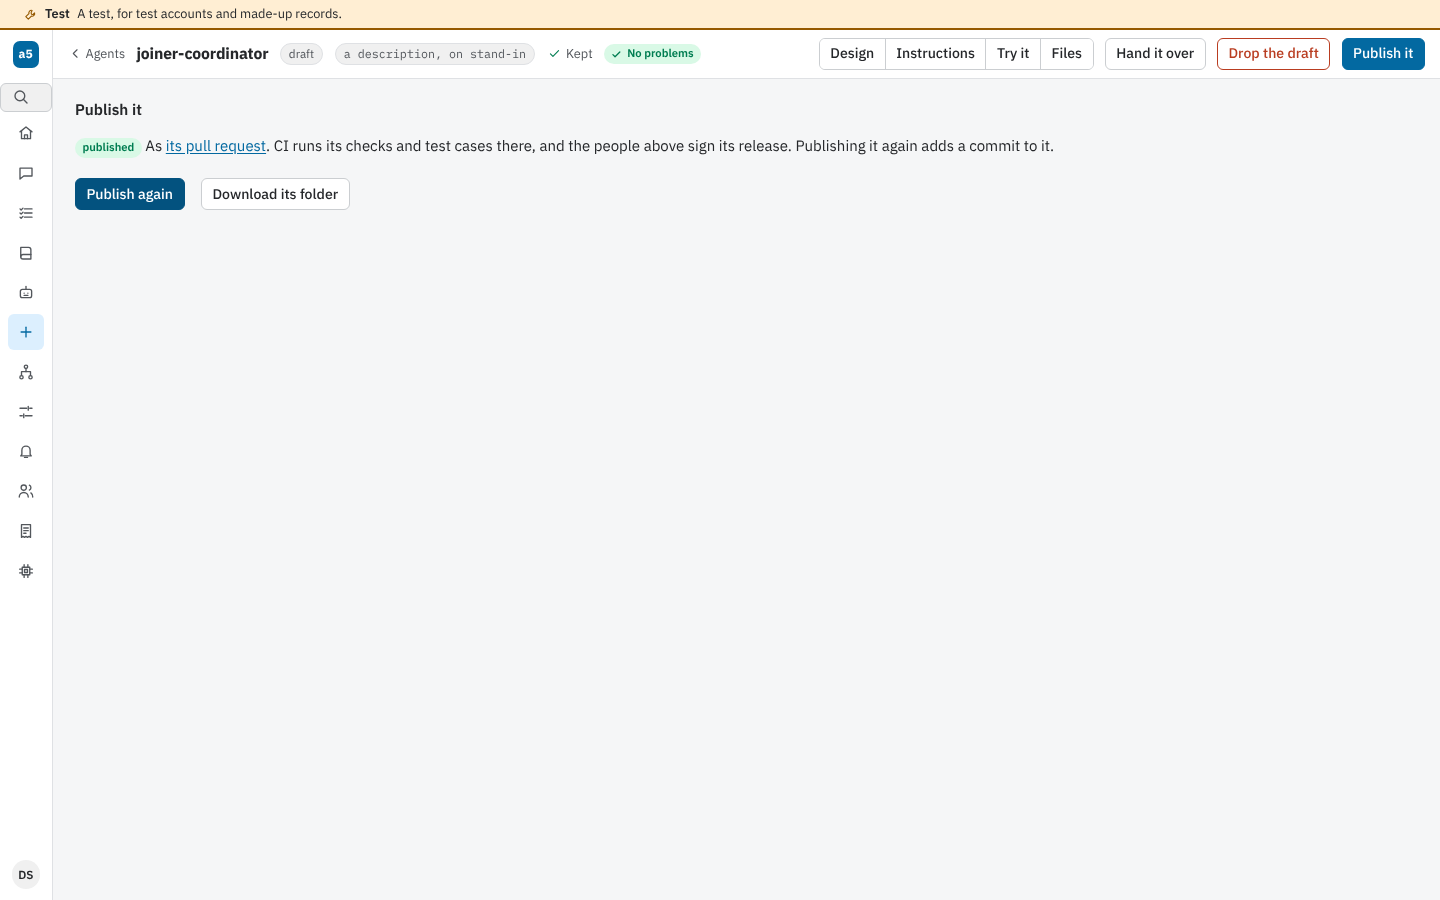 Test A test, for test accounts and made-up records.
a5
Agents joiner-coordinator draft a description, on stand-in Kept No problems Design Instructions Try it Files Hand it over Drop the draft Publish it
Publish it
published As its pull request. CI runs its checks and test cases there, and the people above sign its release. Publishing it again adds a commit to it.
Publish again Download its folder
DS